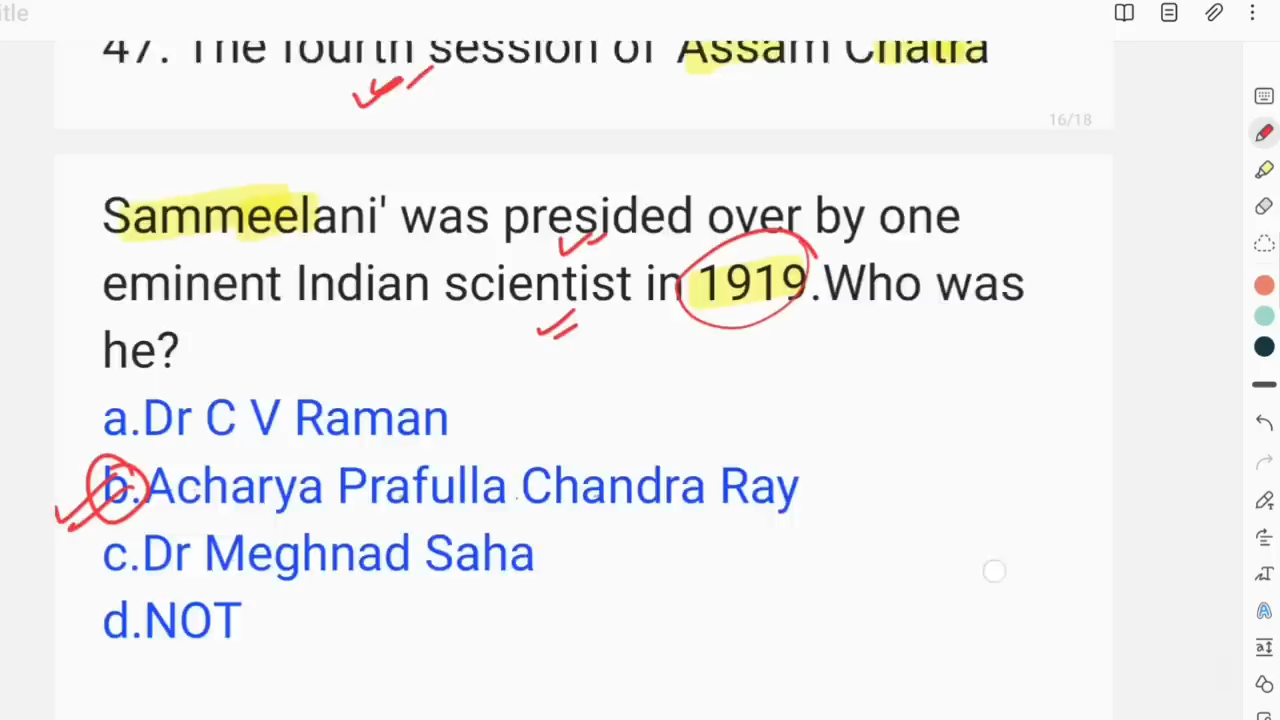 itle
47. The fourth session of Assam Chatra
16/18
Sammeelani' was presided over by one
eminent Indian scientist in 1919.Who was
he?
a.Dr C V Raman
b.Acharya Prafulla Chandra Ray
c.Dr Meghnad Saha
d.NOT